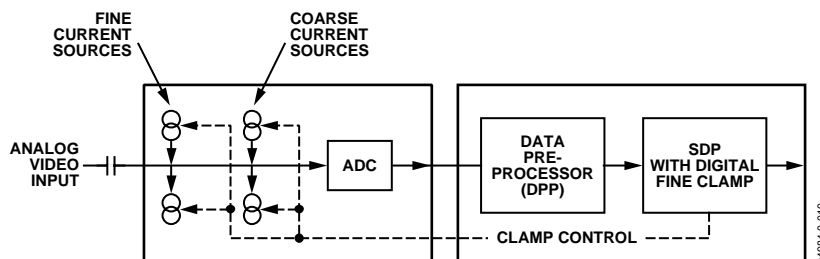 FINE
CURRENT
SOURCES
COARSE
CURRENT
SOURCES
ANALOG
VIDEO
INPUT
ADC
DATA
PRE-
PROCESSOR
(DPP)
SDP
WITH DIGITAL
FINE CLAMP
CLAMP CONTROL